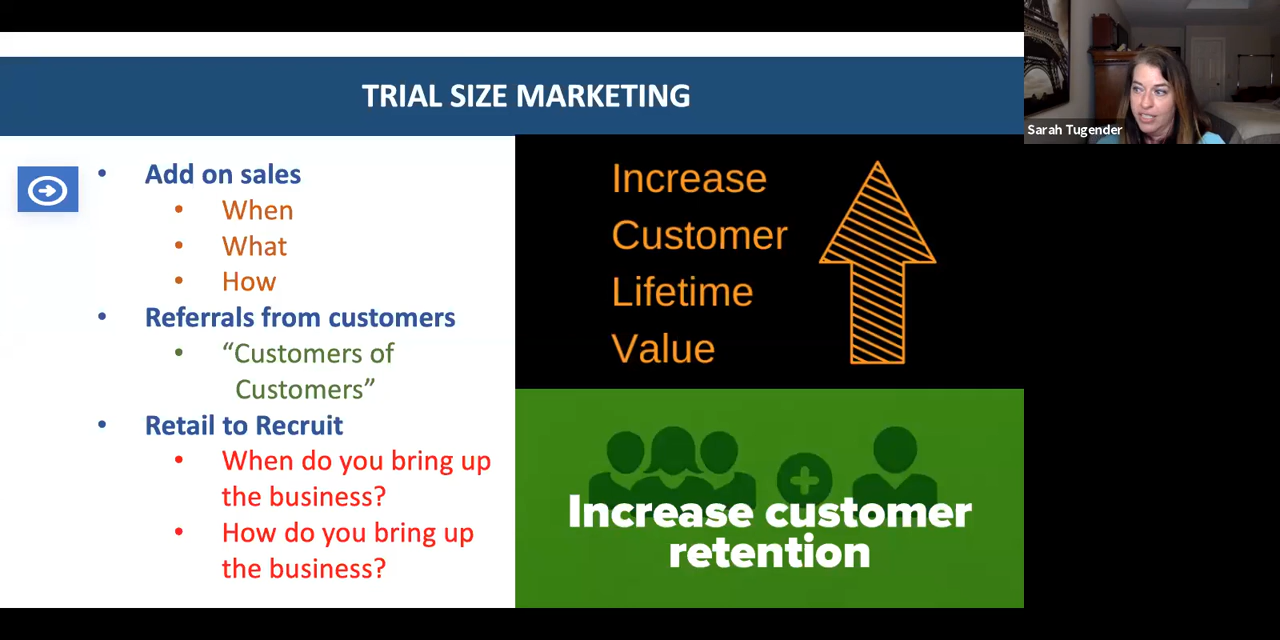 TRIAL SIZE MARKETING
Sarah Tugender
• Add on sales
• When
• What
• How
• Referrals from customers
• “Customers of
Customers”
• Retail to Recruit
• When do you bring up
the business?
• How do you bring up
the business?
Increase
Customer
Lifetime
Value
Increase customer
retention